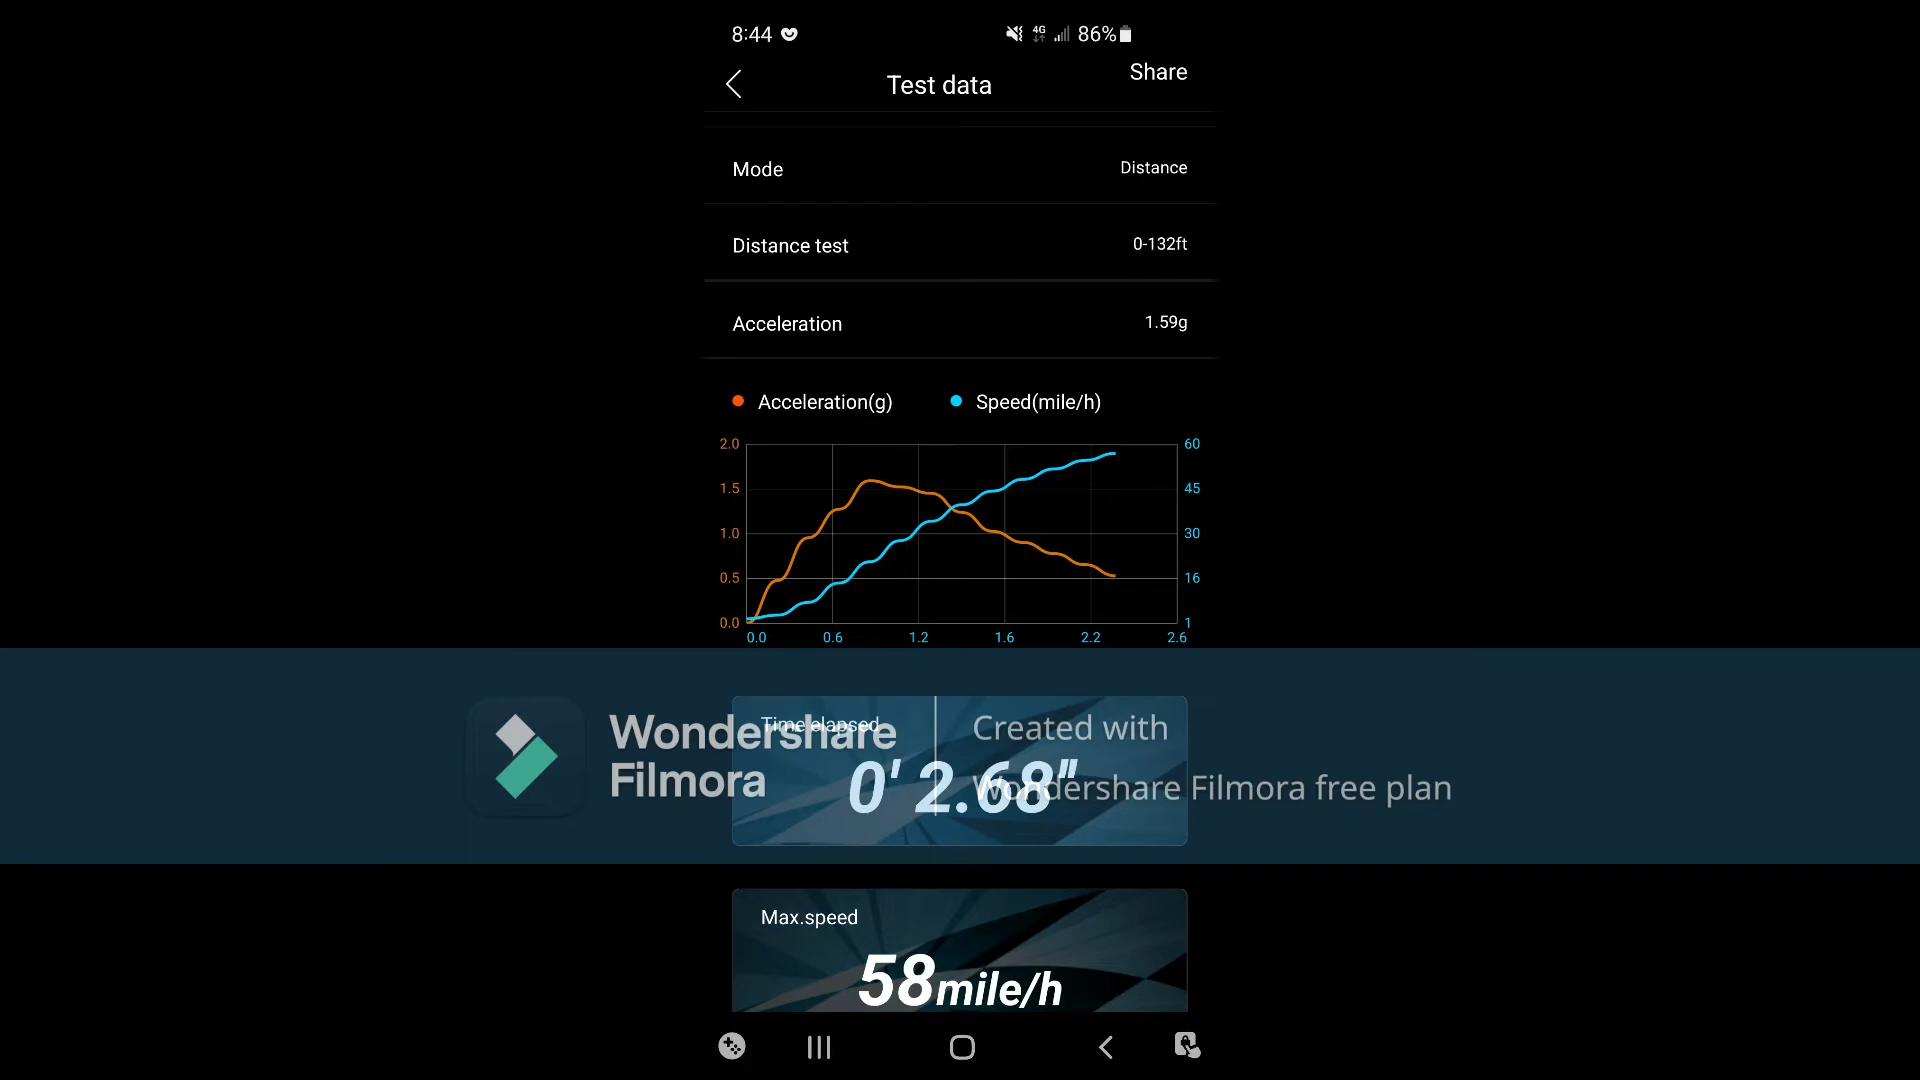 8:44 4G 86%
Test data Share
Mode Distance
Distance test 0-132ft
Acceleration 1.59g
Acceleration(g) Speed(mile/h)
2.0 60
1.5 45
1.0 30
0.5 16
0.0 1
0.0 0.6 1.2 1.6 2.2 2.6
Time elapsed
0' 2.68"
Wondershare
Filmora
Created with
Wondershare Filmora free plan
Max.speed
58mile/h